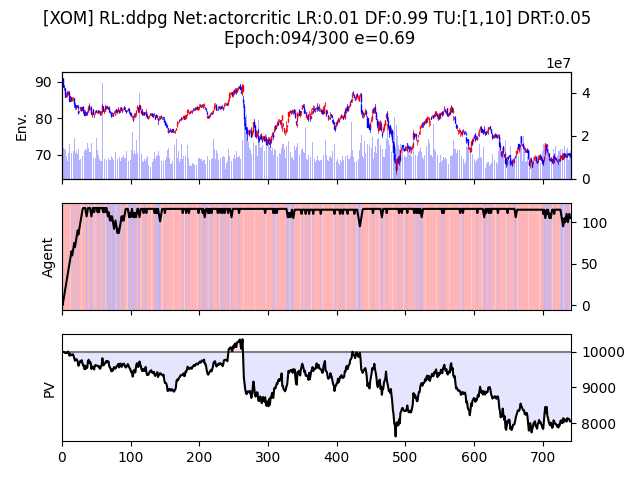 [XOM] RL:ddpg Net:actorcritic LR:0.01 DF:0.99 TU:[1,10] DRT:0.05
Epoch:094/300 e=0.69
1e7
90
80
70
Env.
4
2
0
Agent
100
50
0
PV
10000
9000
8000
0 100 200 300 400 500 600 700